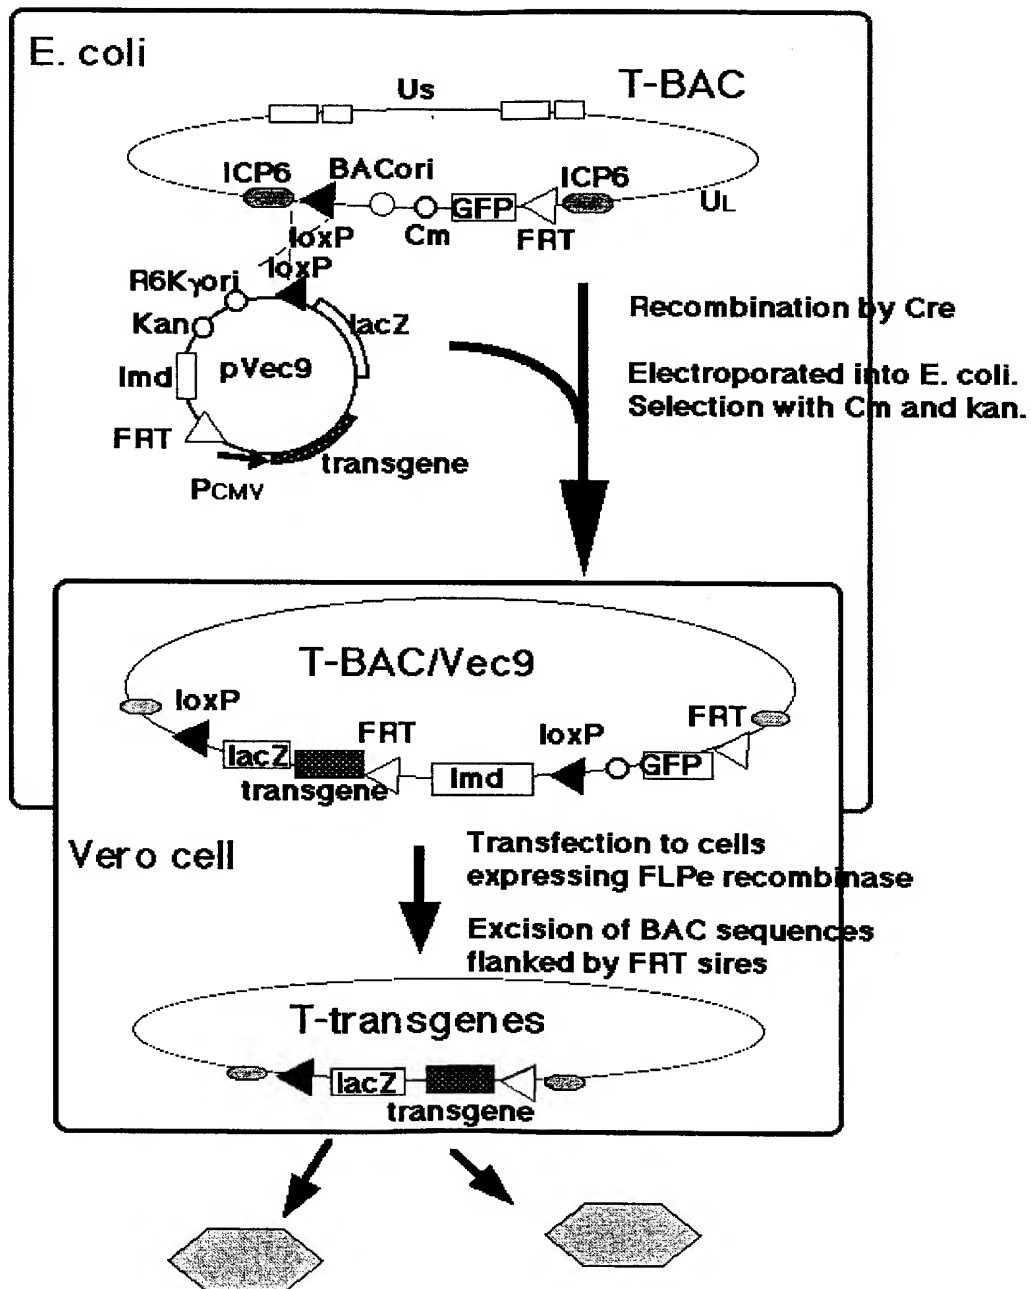 E. coli
T-BAC
Us
ICP6
BACori
ICP6
UL
GFP
loxP
Cm
FRT
loxP
R6Kγori
Kan
lacZ
lmd
pVec9
FRT
transgene
PCMV
Recombination by Cre
Electroporated into E. coli.
Selection with Cm and kan.
T-BAC/Vec9
loxP
FRT
FRT
loxP
lacZ
GFP
lmd
transgene
Vero cell
Transfection to cells
expressing FLPe recombinase
Excision of BAC sequences
flanked by FRT sires
T-transgenes
lacZ
transgene